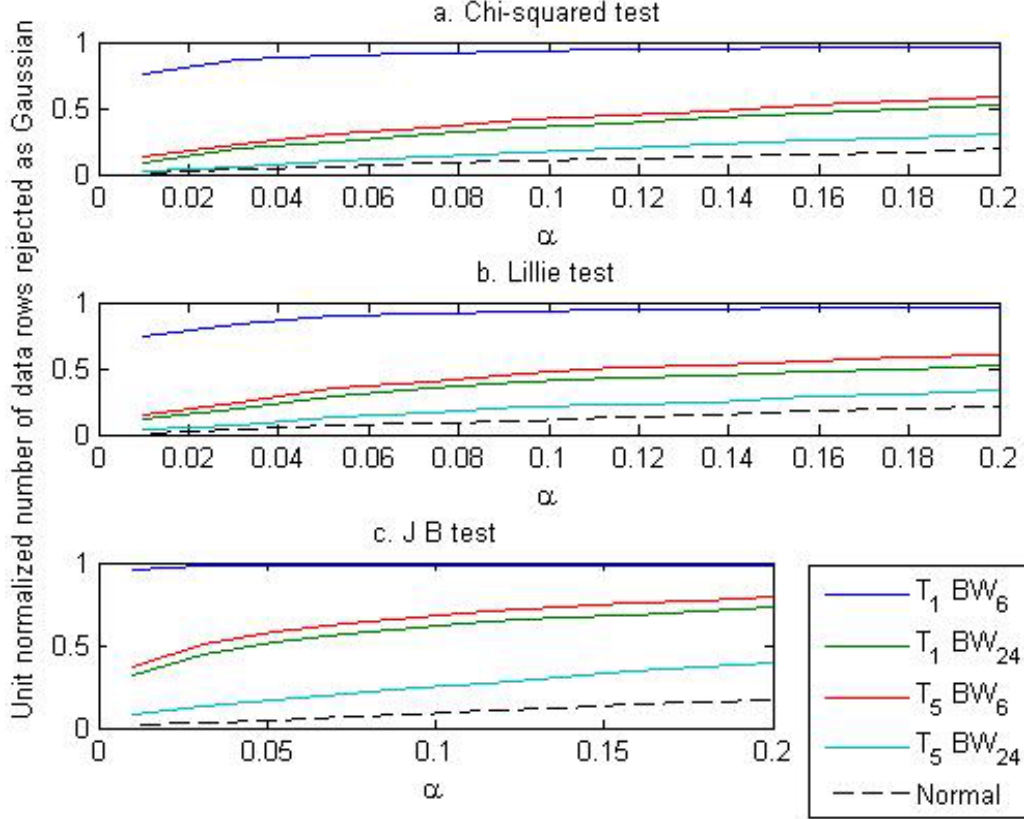 Unit normalized number of data rows rejected as Gaussian
a. Chi-squared test
1
0.5
0
0 0.02 0.04 0.06 0.08 0.1 0.12 0.14 0.16 0.18 0.2
α
b. Lillie test
1
0.5
0
0 0.02 0.04 0.06 0.08 0.1 0.12 0.14 0.16 0.18 0.2
α
c. J B test
1
0.5
0
0 0.05 0.1 0.15 0.2
α
T1 BW6
T1 BW24
T5 BW6
T5 BW24
Normal